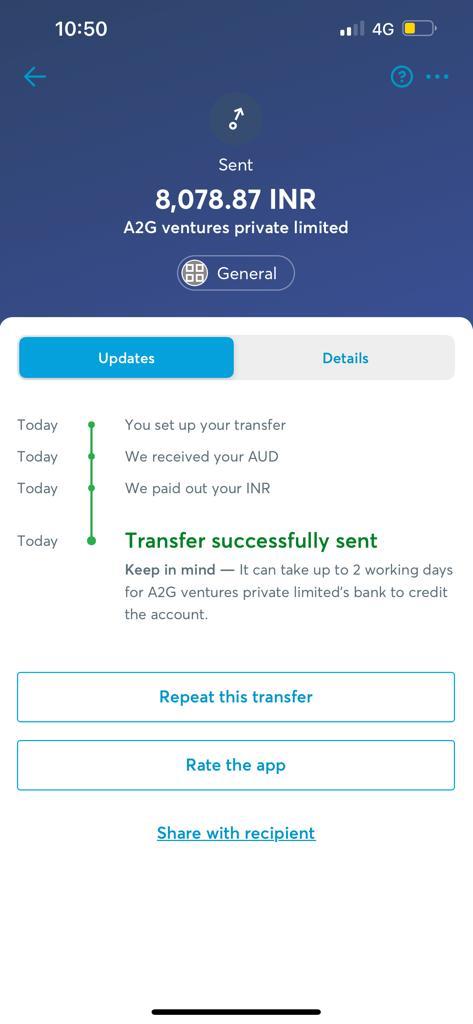 10:50
4G
?
Sent
8,078.87 INR
A2G ventures private limited
General
Updates
Details
Today
You set up your transfer
Today
We received your AUD
Today
We paid out your INR
Today
Transfer successfully sent
Keep in mind — It can take up to 2 working days
for A2G ventures private limited's bank to credit
the account.
Repeat this transfer
Rate the app
Share with recipient